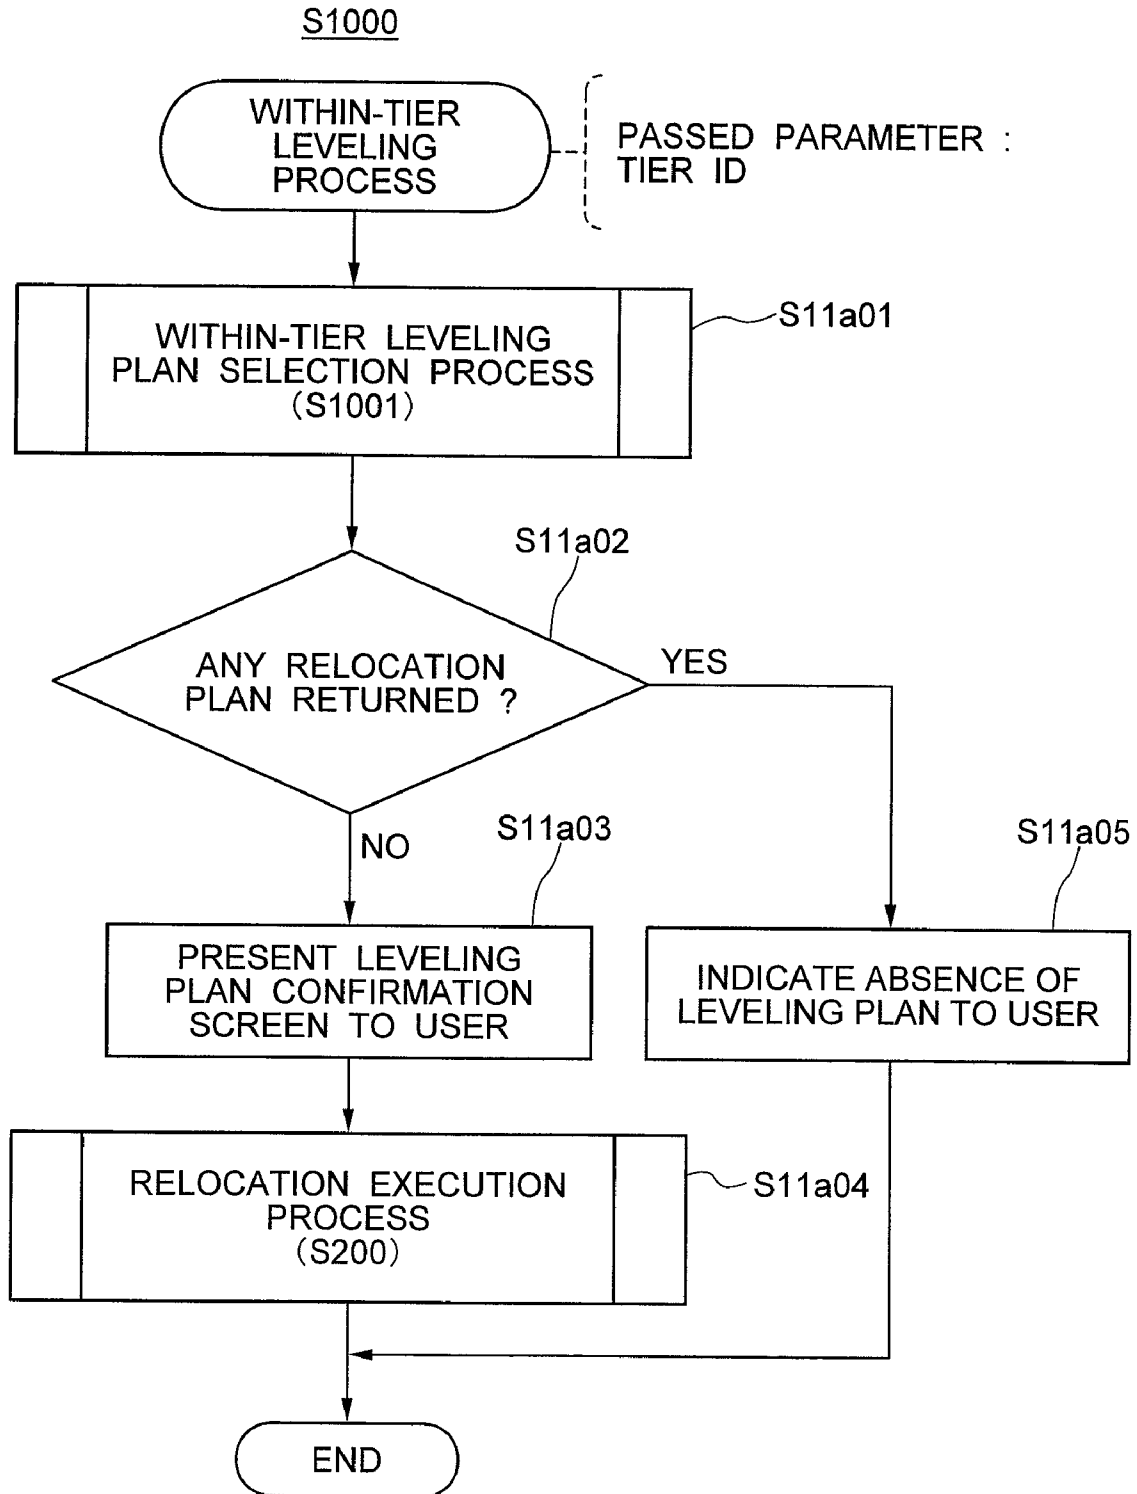 S1000
WITHIN-TIER
LEVELING
PROCESS
PASSED PARAMETER :
TIER ID
S11a01
WITHIN-TIER LEVELING
PLAN SELECTION PROCESS
(S1001)
S11a02
ANY RELOCATION
PLAN RETURNED ?
YES
NO
S11a03
S11a05
PRESENT LEVELING
PLAN CONFIRMATION
SCREEN TO USER
INDICATE ABSENCE OF
LEVELING PLAN TO USER
RELOCATION EXECUTION
PROCESS
(S200)
S11a04
END